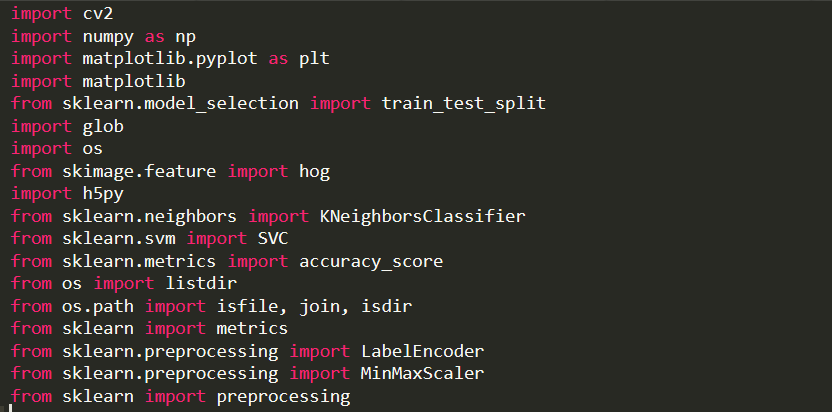 import cv2
import numpy as np
import matplotlib.pyplot as plt
import matplotlib
from sklearn.model_selection import train_test_split
import glob
import os
from skimage.feature import hog
import h5py
from sklearn.neighbors import KNeighborsClassifier
from sklearn.svm import SVC
from sklearn.metrics import accuracy_score
from os import listdir
from os.path import isfile, join, isdir
from sklearn import metrics
from sklearn.preprocessing import LabelEncoder
from sklearn.preprocessing import MinMaxScaler
from sklearn import preprocessing